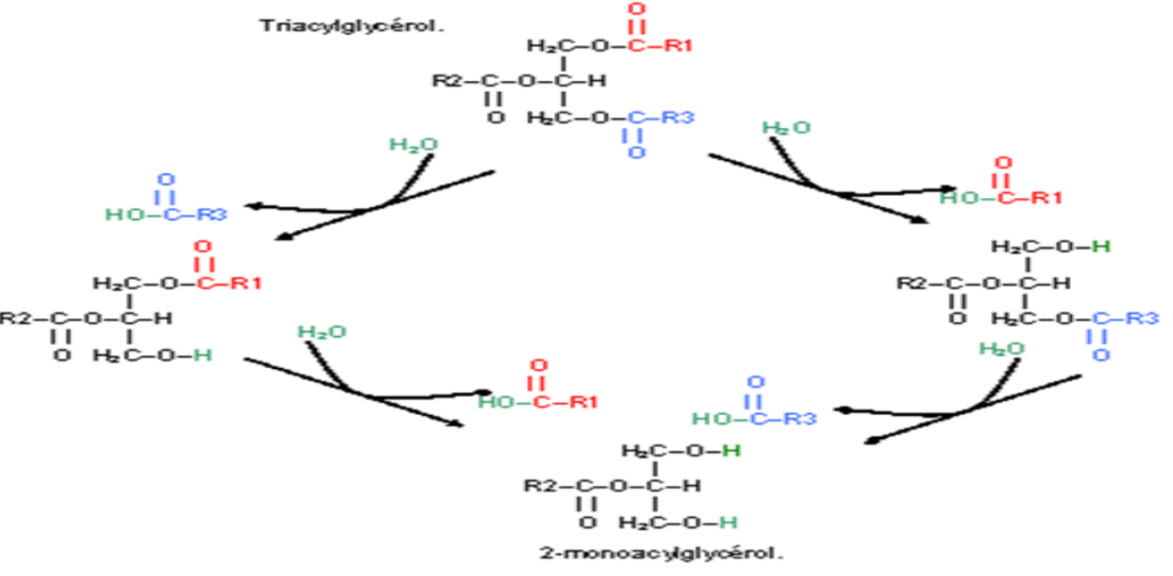 Triacylglycérol.
O
H₂C–O–C–R1
R2–C–O–C–H
O H₂C–O–C–R3
O
H₂O
H₂O
O
HO–C–R3
O
HO–C–R1
O
H₂C–O–C–R1
R2–C–O–C–H
O H₂C–O–H
H₂C–O–H
R2–C–O–C–H
O H₂C–O–C–R3
O
H₂O
H₂O
O
HO–C–R1
O
HO–C–R3
H₂C–O–H
R2–C–O–C–H
O H₂C–O–H
2-monoacylglycérol.